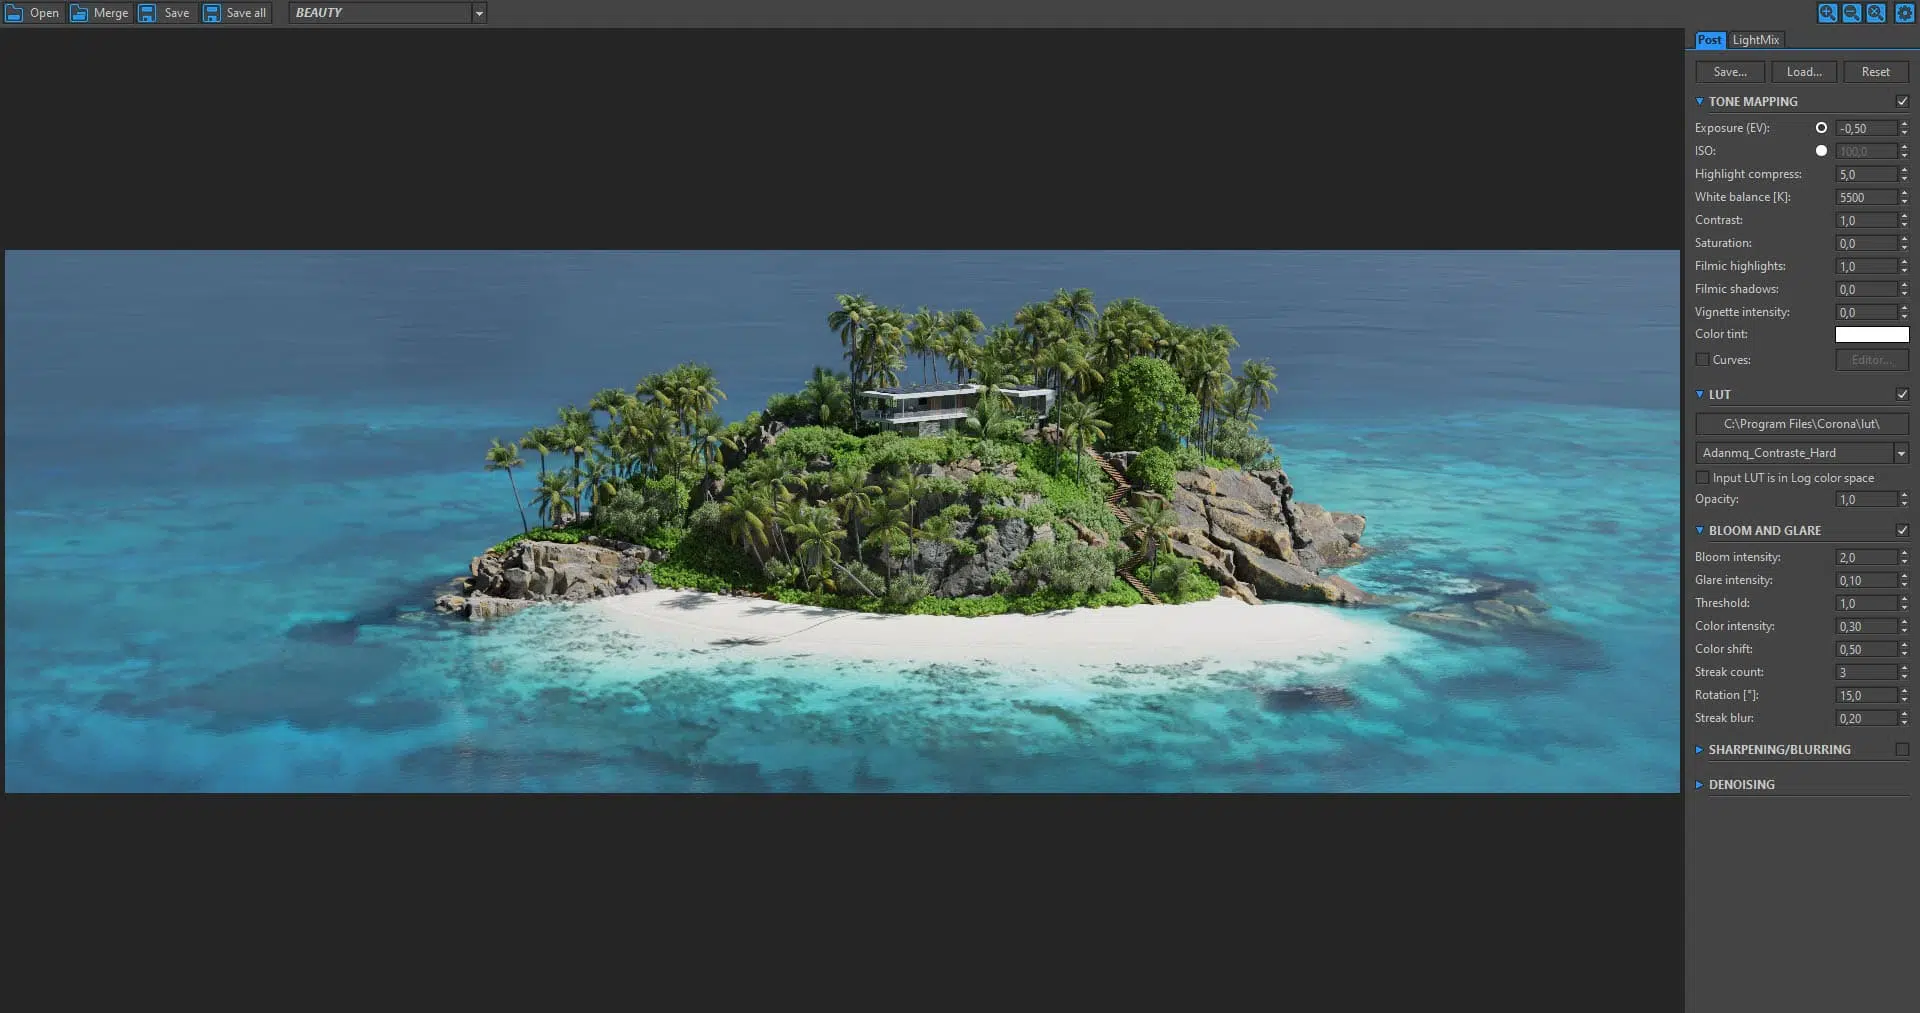 Open Merge Save Save all BEAUTY
Post LightMix
Save... Load... Reset
TONE MAPPING
Exposure (EV): -0,50
ISO: 100,0
Highlight compress: 5,0
White balance [K]: 5500
Contrast: 1,0
Saturation: 0,0
Filmic highlights: 1,0
Filmic shadows: 0,0
Vignette intensity: 0,0
Color tint:
Curves: Editor...
LUT
C:\Program Files\Corona\lut\
Adanmq_Contraste_Hard
Input LUT is in Log color space
Opacity: 1,0
BLOOM AND GLARE
Bloom intensity: 2,0
Glare intensity: 0,10
Threshold: 1,0
Color intensity: 0,30
Color shift: 0,50
Streak count: 3
Rotation [°]: 15,0
Streak blur: 0,20
SHARPENING/BLURRING
DENOISING